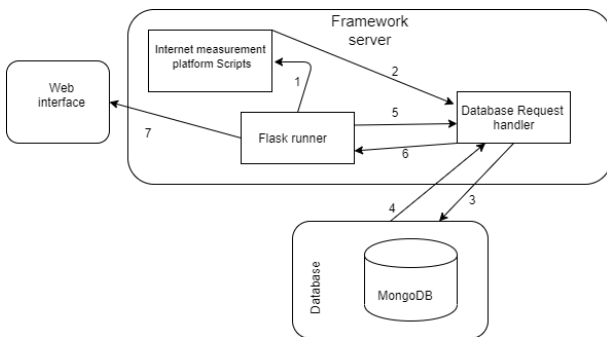 Framework
server
Internet measurement
platform Scripts
Web
interface
1
2
Database Request
handler
5
Flask runner
6
7
4
3
Database
MongoDB